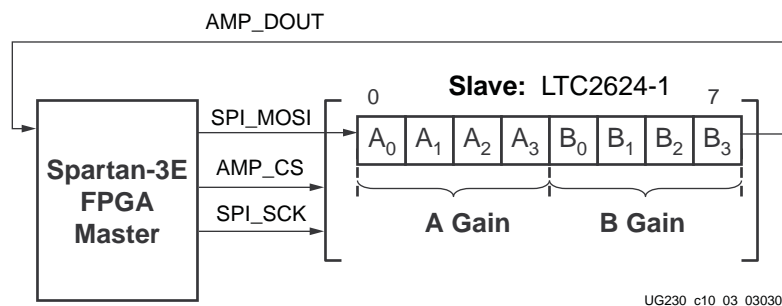 AMP_DOUT
Slave: LTC2624-1
0 7
SPI_MOSI
A0 A1 A2 A3 B0 B1 B2 B3
Spartan-3E
FPGA
Master
AMP_CS
SPI_SCK
A Gain B Gain
UG230_c10_03_03030